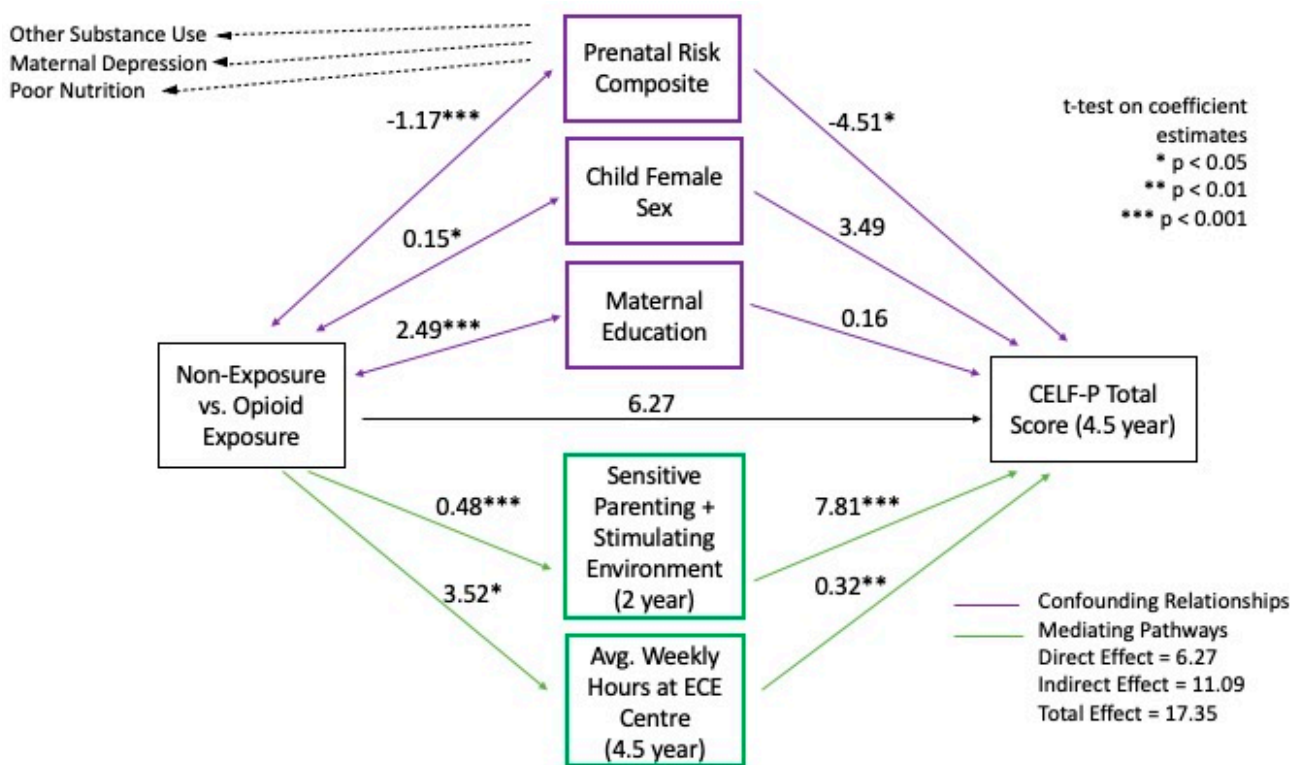 Other Substance Use
Maternal Depression
Poor Nutrition
Prenatal Risk
Composite
-1.17***
-4.51*
t-test on coefficient
estimates
* p < 0.05
** p < 0.01
*** p < 0.001
Child Female
Sex
0.15*
3.49
Maternal
Education
2.49***
0.16
Non-Exposure
vs. Opioid
Exposure
6.27
CELF-P Total
Score (4.5 year)
Sensitive
Parenting +
Stimulating
Environment
(2 year)
0.48***
7.81***
3.52*
0.32**
Avg. Weekly
Hours at ECE
Centre
(4.5 year)
Confounding Relationships
Mediating Pathways
Direct Effect = 6.27
Indirect Effect = 11.09
Total Effect = 17.35